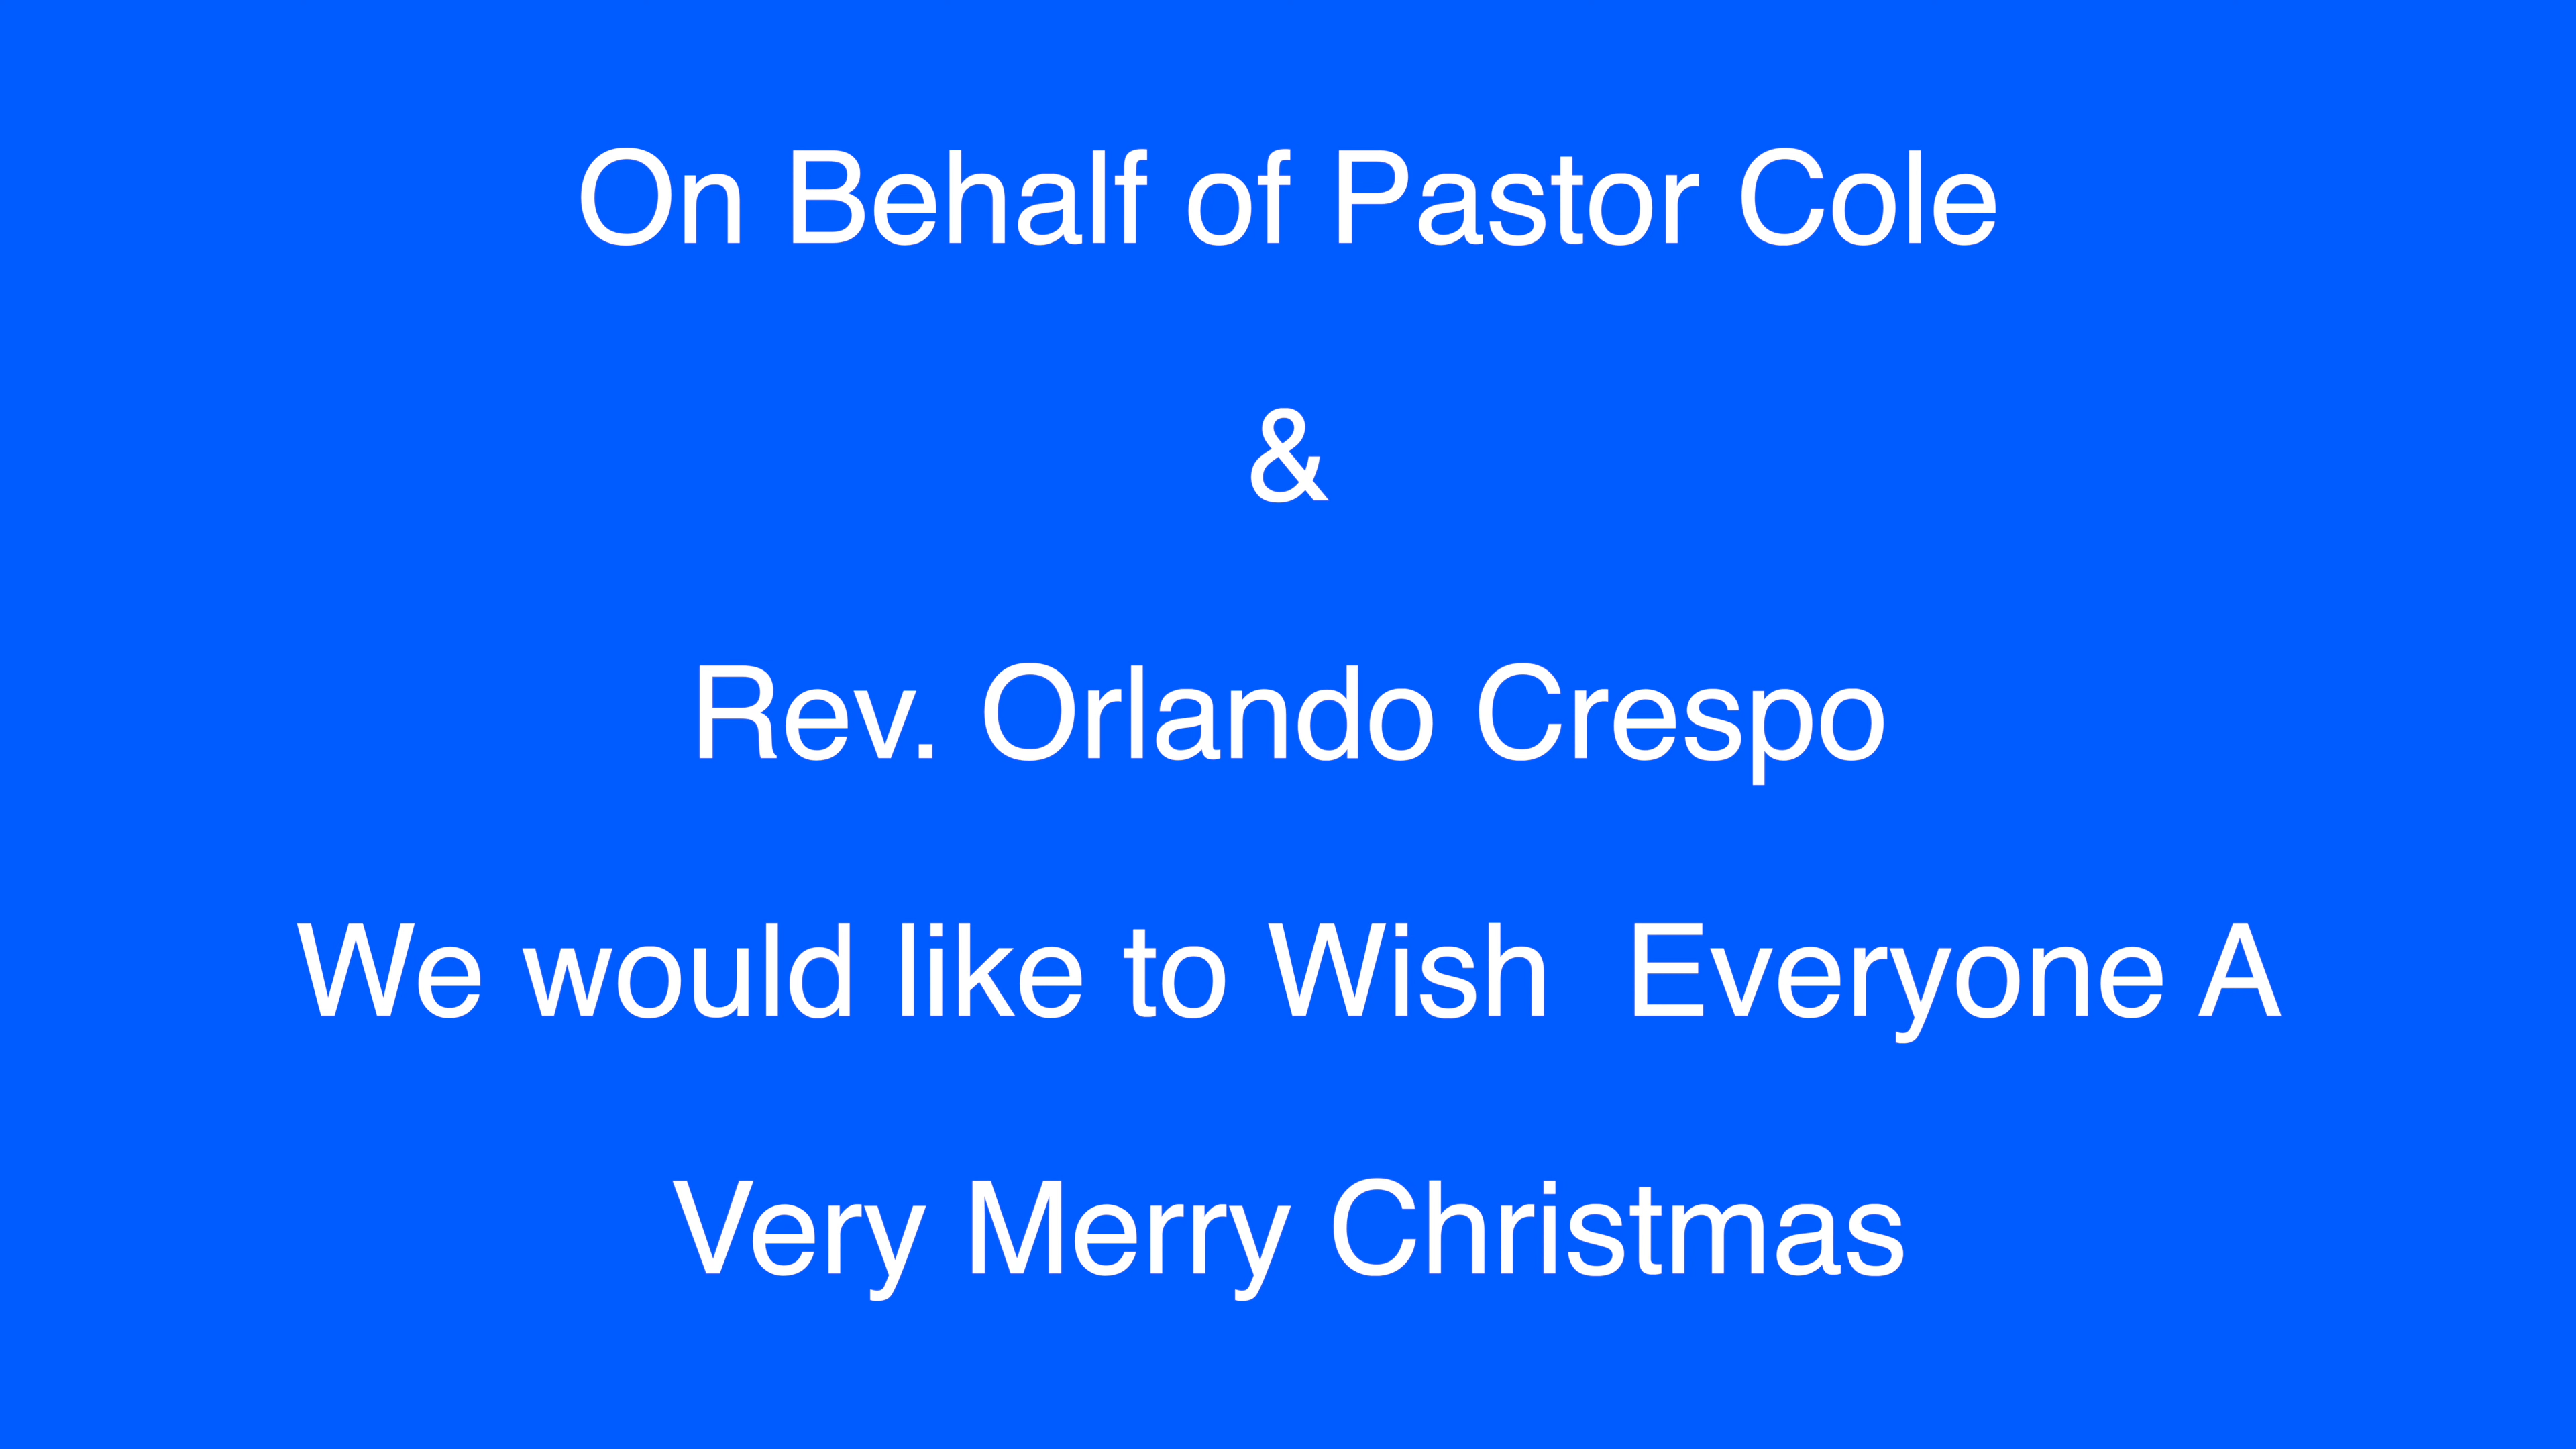 On Behalf of Pastor Cole
&
Rev. Orlando Crespo
We would like to Wish  Everyone A
Very Merry Christmas